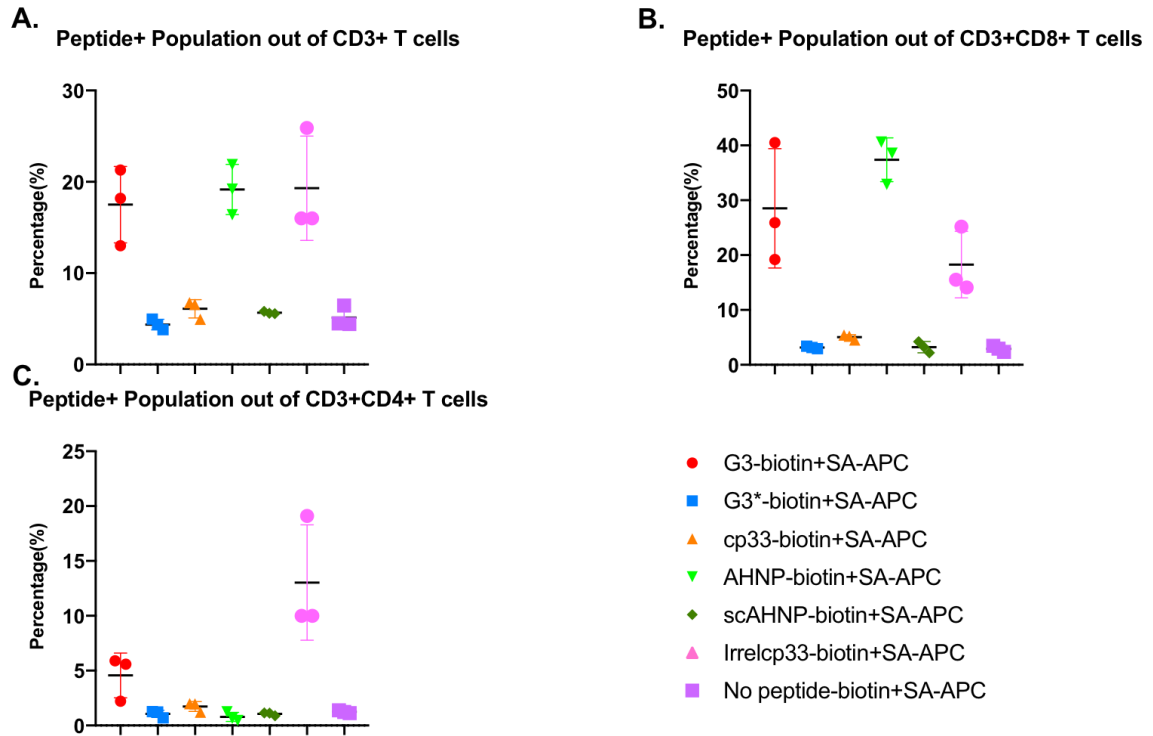 A.
Peptide+ Population out of CD3+ T cells
30
20
10
0
Percentage(%)
B.
Peptide+ Population out of CD3+CD8+ T cells
50
40
30
20
10
0
Percentage(%)
C.
Peptide+ Population out of CD3+CD4+ T cells
25
20
15
10
5
0
Percentage(%)
G3-biotin+SA-APC
G3*-biotin+SA-APC
cp33-biotin+SA-APC
AHNP-biotin+SA-APC
scAHNP-biotin+SA-APC
Irrelcp33-biotin+SA-APC
No peptide-biotin+SA-APC